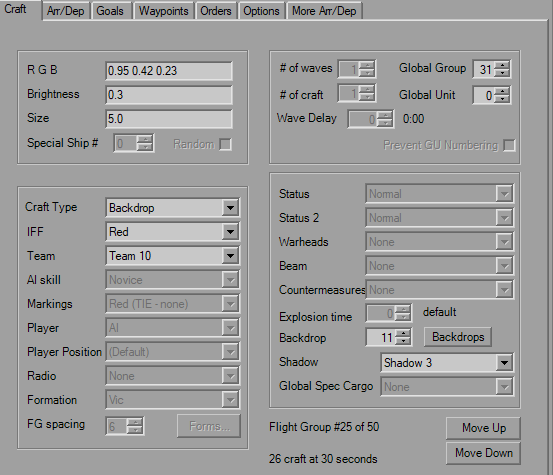 Craft Arr/Dep Goals Waypoints Orders Options More Arr/Dep
R G B 0.95 0.42 0.23
Brightness 0.3
Size 5.0
Special Ship # 0 Random
# of waves 1 Global Group 31
# of craft 1 Global Unit 0
Wave Delay 0 0:00
Prevent GU Numbering
Craft Type Backdrop
IFF Red
Team Team 10
AI skill Novice
Markings Red (TIE - none)
Player AI
Player Position (Default)
Radio None
Formation Vic
FG spacing 6 Forms...
Status Normal
Status 2 Normal
Warheads None
Beam None
Countermeasures None
Explosion time 0 default
Backdrop 11 Backdrops
Shadow Shadow 3
Global Spec Cargo None
Flight Group #25 of 50 Move Up
26 craft at 30 seconds Move Down